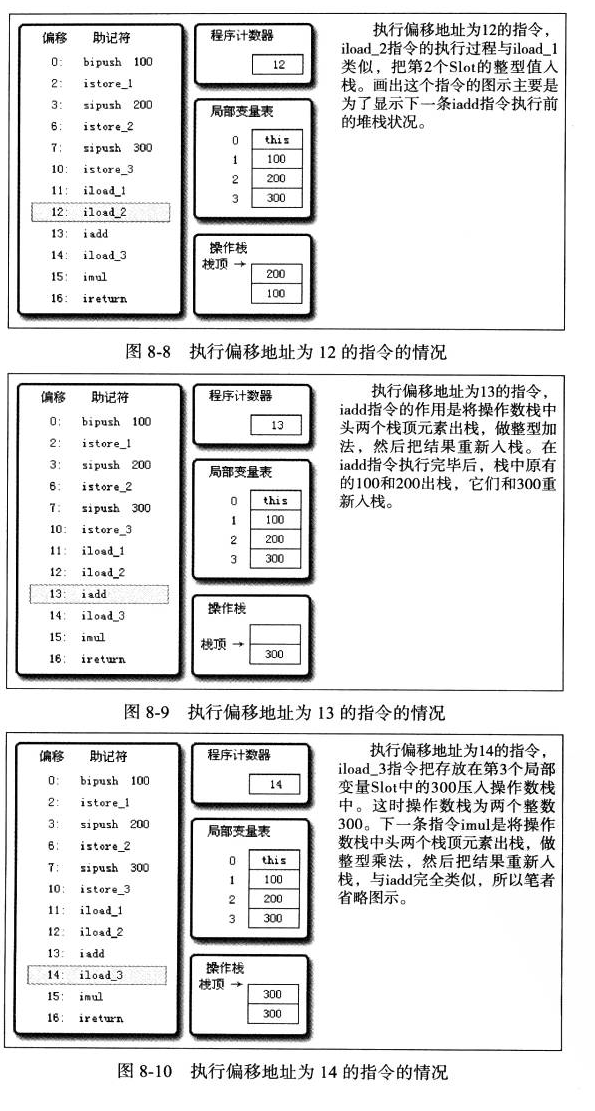 偏移 助记符
0: bipush 100
2: istore_1
3: sipush 200
6: istore_2
7: sipush 300
10: istore_3
11: iload_1
12: iload_2
13: iadd
14: iload_3
15: imul
16: ireturn
程序计数器
12
局部变量表
0 this
1 100
2 200
3 300
操作栈
栈顶 →
200
100
执行偏移地址为12的指令,
iload_2指令的执行过程与iload_1
类似，把第2个Slot的整型值入
栈。画出这个指令的图示主要是
为了显示下一条iadd指令执行前
的堆栈状况。
图 8-8 执行偏移地址为 12 的指令的情况
偏移 助记符
0: bipush 100
2: istore_1
3: sipush 200
6: istore_2
7: sipush 300
10: istore_3
11: iload_1
12: iload_2
13: iadd
14: iload_3
15: imul
16: ireturn
程序计数器
13
局部变量表
0 this
1 100
2 200
3 300
操作栈
栈顶 →
300
执行偏移地址为13的指令，
iadd指令的作用是将操作数栈中
头两个栈顶元素出栈，做整型加
法，然后把结果重新入栈。在
iadd指令执行完毕后，栈中原有
的100和200出栈，它们和300重
新入栈。
图 8-9 执行偏移地址为 13 的指令的情况
偏移 助记符
0: bipush 100
2: istore_1
3: sipush 200
6: istore_2
7: sipush 300
10: istore_3
11: iload_1
12: iload_2
13: iadd
14: iload_3
15: imul
16: ireturn
程序计数器
14
局部变量表
0 this
1 100
2 200
3 300
操作栈
栈顶 →
300
300
执行偏移地址为14的指令，
iload_3指令把存放在第3个局部
变量Slot中的300压入操作数栈
中。这时操作数栈为两个整数
300。下一条指令imul是将操作
数栈中头两个栈顶元素出栈，做
整型乘法，然后把结果重新入
栈，与iadd完全类似，所以笔者
省略图示。
图 8-10 执行偏移地址为 14 的指令的情况